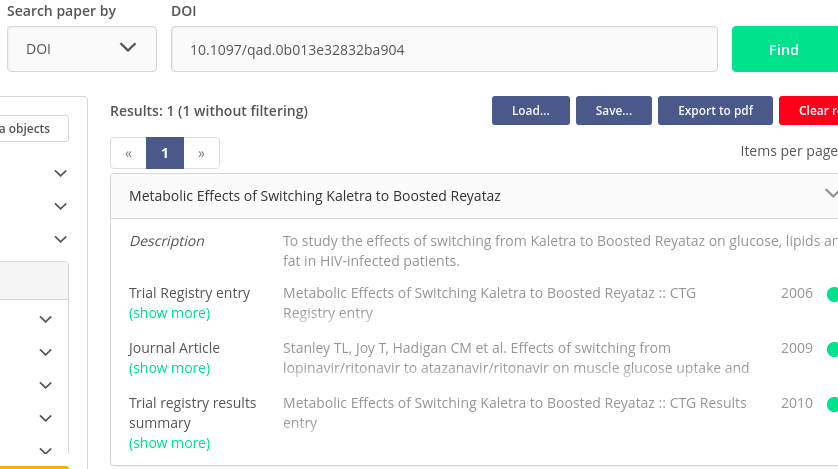 Search paper by
DOI
DOI
10.1097/qad.0b013e32832ba904
Find
a objects
Results: 1 (1 without filtering)
Load...
Save...
Export to pdf
Clear r
« 1 »
Items per page
Metabolic Effects of Switching Kaletra to Boosted Reyataz
Description
To study the effects of switching from Kaletra to Boosted Reyataz on glucose, lipids an
fat in HIV-infected patients.
Trial Registry entry
(show more)
Metabolic Effects of Switching Kaletra to Boosted Reyataz :: CTG
Registry entry
2006
Journal Article
(show more)
Stanley TL, Joy T, Hadigan CM et al. Effects of switching from
lopinavir/ritonavir to atazanavir/ritonavir on muscle glucose uptake and
2009
Trial registry results
summary
(show more)
Metabolic Effects of Switching Kaletra to Boosted Reyataz :: CTG Results
entry
2010